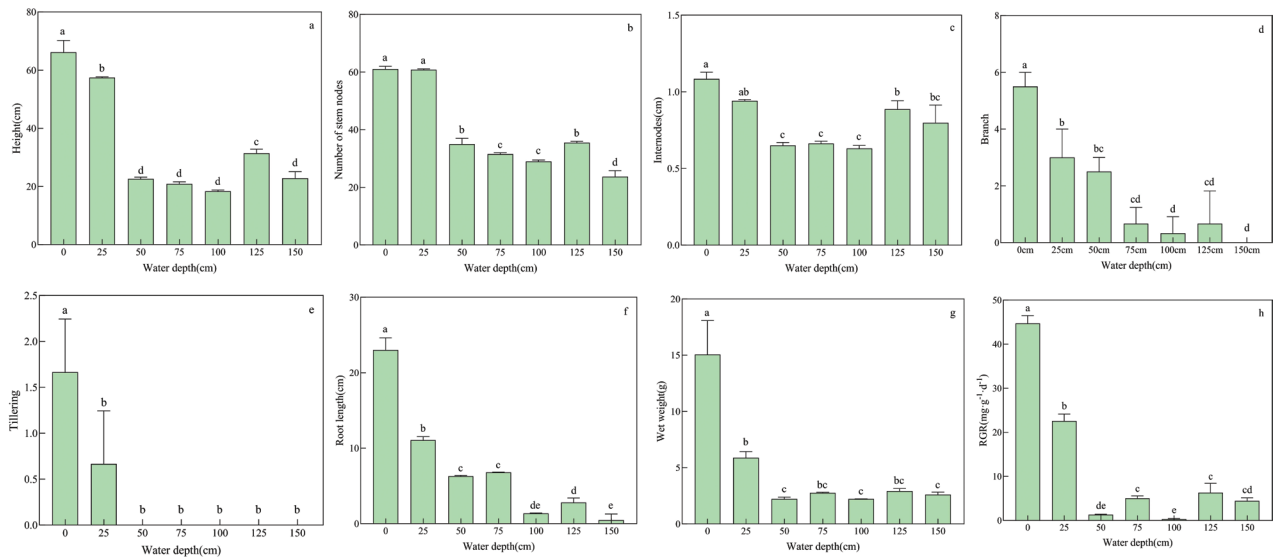 a
Height(cm)
80
60
40
20
0
a
b
d
d
d
c
d
0 25 50 75 100 125 150
Water depth(cm)
b
Number of stem nodes
80
60
40
20
0
a
a
b
c
c
b
d
0 25 50 75 100 125 150
Water depth(cm)
c
Internodes(cm)
1.5
1.0
0.5
0.0
a
ab
c
c
c
b
bc
0 25 50 75 100 125 150
Water depth(cm)
d
Branch
8
6
4
2
0
a
b
bc
cd
d
cd
d
0cm 25cm 50cm 75cm 100cm 125cm 150cm
Water depth(cm)
e
Tillering
2.5
2.0
1.5
1.0
0.5
0.0
a
b
b
b
b
b
b
0 25 50 75 100 125 150
Water depth(cm)
f
Root length(cm)
30
20
10
0
a
b
c
c
de
d
e
0 25 50 75 100 125 150
Water depth(cm)
g
Wet weight(g)
20
15
10
5
0
a
b
c
bc
c
bc
c
0 25 50 75 100 125 150
Water depth(cm)
h
RGR(mg·g⁻¹·d⁻¹)
50
40
30
20
10
0
a
b
de
c
e
c
cd
0 25 50 75 100 125 150
Water depth(cm)